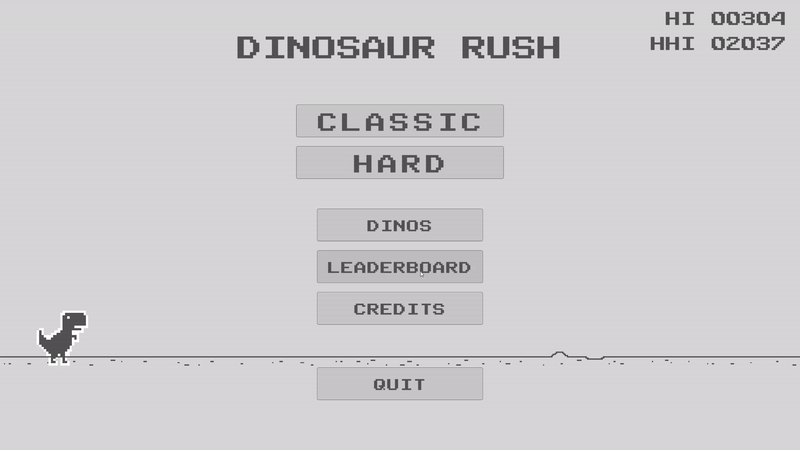 HI 00304
HHI 02037
DINOSAUR RUSH
CLASSIC
HARD
DINOS
LEADERBOARD
CREDITS
QUIT